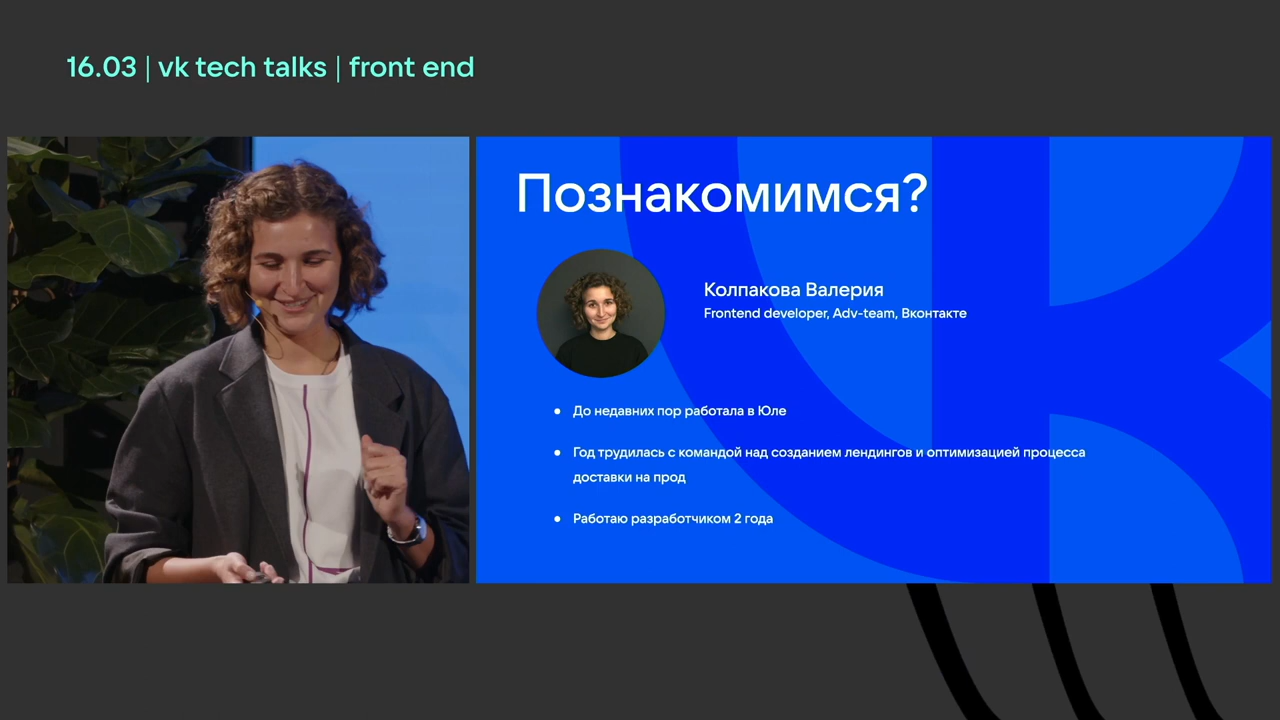 16.03 | vk tech talks | front end
Познакомимся?
Колпакова Валерия
Frontend developer, Adv-team, Вконтакте
• До недавних пор работала в Юле
• Год трудилась с командой над созданием лендингов и оптимизацией процесса
доставки на прод
• Работаю разработчиком 2 года